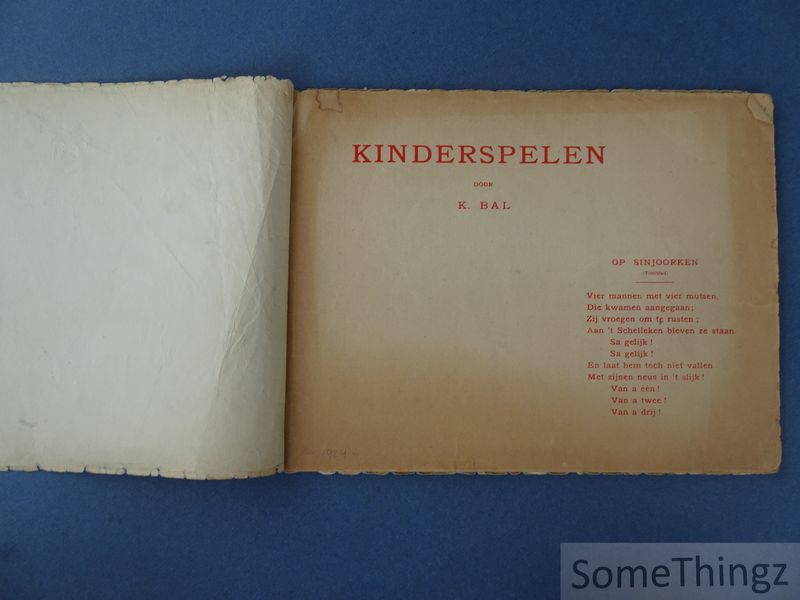 KINDERSPELEN
DOOR
K. BAL
OP SINJOORKEN
(Titelblad)
Vier mannen met vier mutsen,
Die kwamen aangegaan;
Zij vroegen om te rusten;
Aan 't Schelleken bleven ze staan.
Sa gelijk!
Sa gelijk!
En laat hem toch niet vallen
Met zijnen neus in 't slijk!
Van a één!
Van a twee!
Van a drij!
- 1924 -
SomeThingz